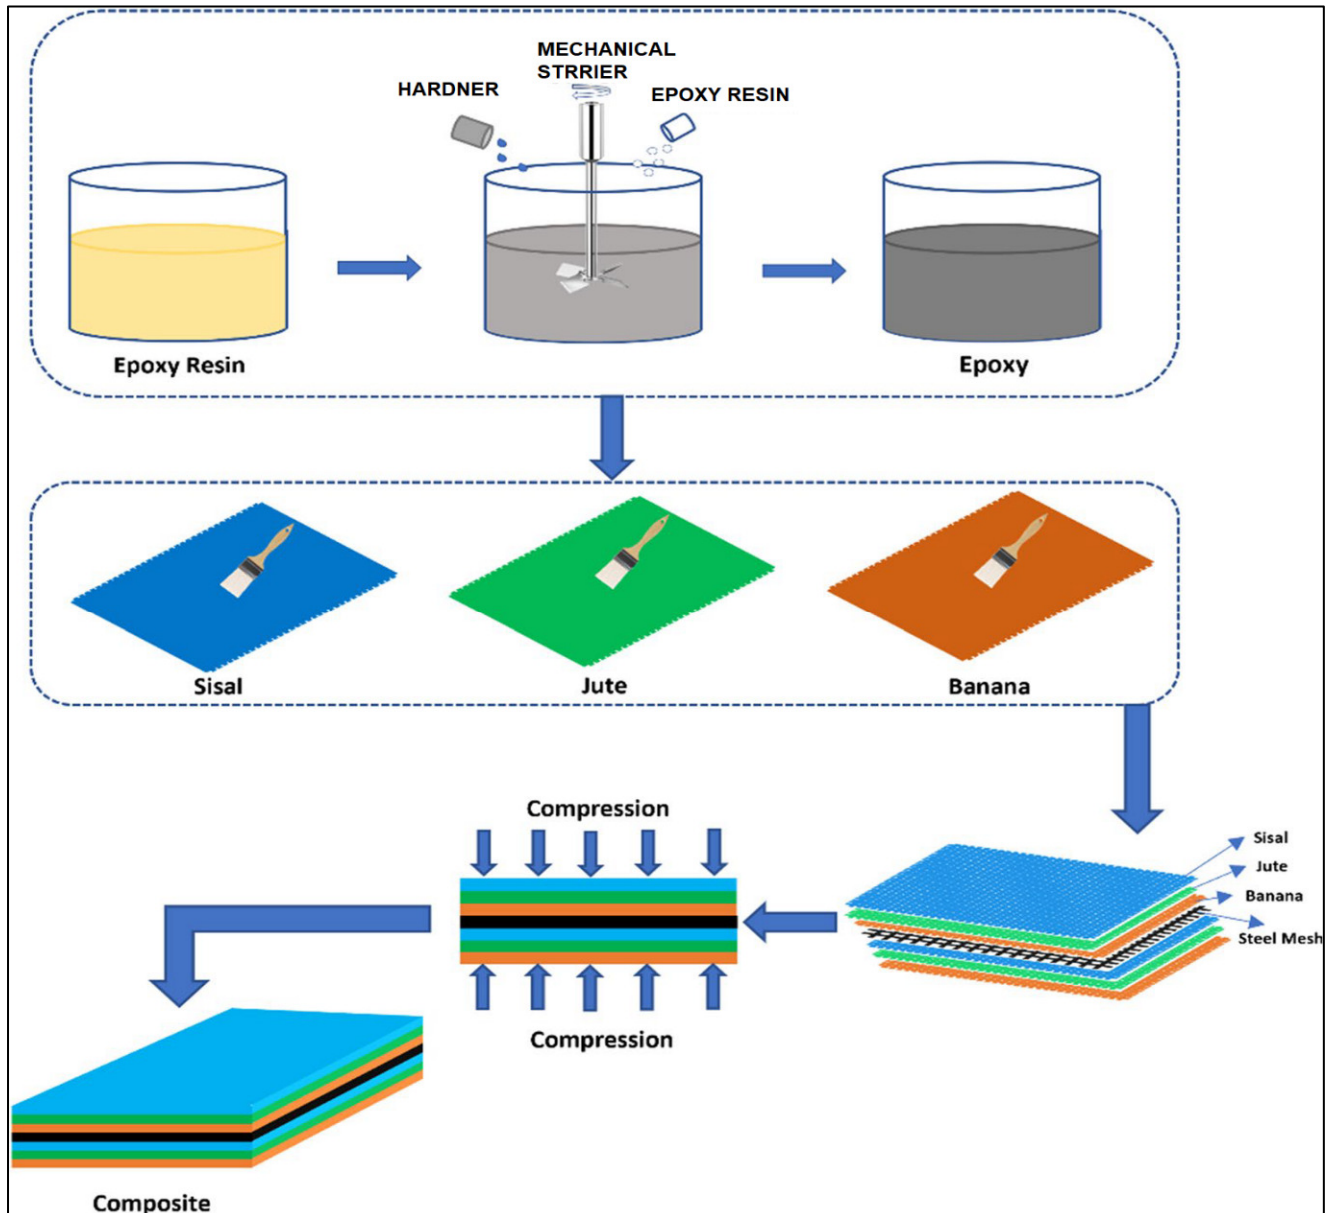 MECHANICAL
STRRIER
HARDNER
EPOXY RESIN
Epoxy Resin
Epoxy
Sisal
Jute
Banana
Compression
Sisal
Jute
Banana
Steel Mesh
Compression
Composite